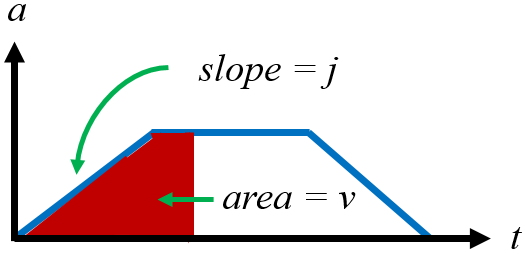 a
slope = j
area = v
t